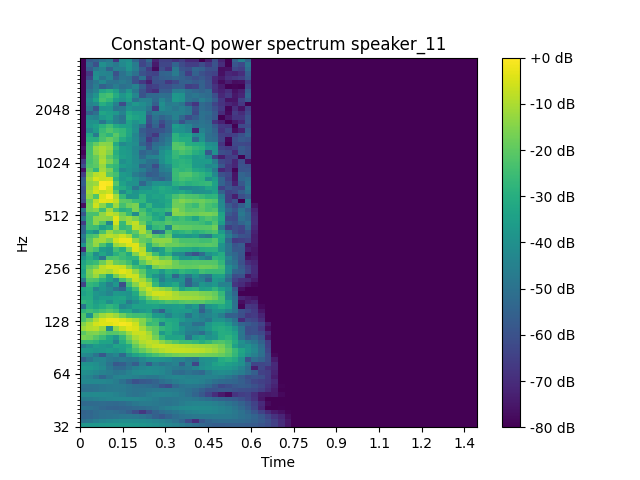 Constant-Q power spectrum speaker_11
Hz
2048
1024
512
256
128
64
32
0 0.15 0.3 0.45 0.6 0.75 0.9 1.1 1.2 1.4
Time
+0 dB
-10 dB
-20 dB
-30 dB
-40 dB
-50 dB
-60 dB
-70 dB
-80 dB